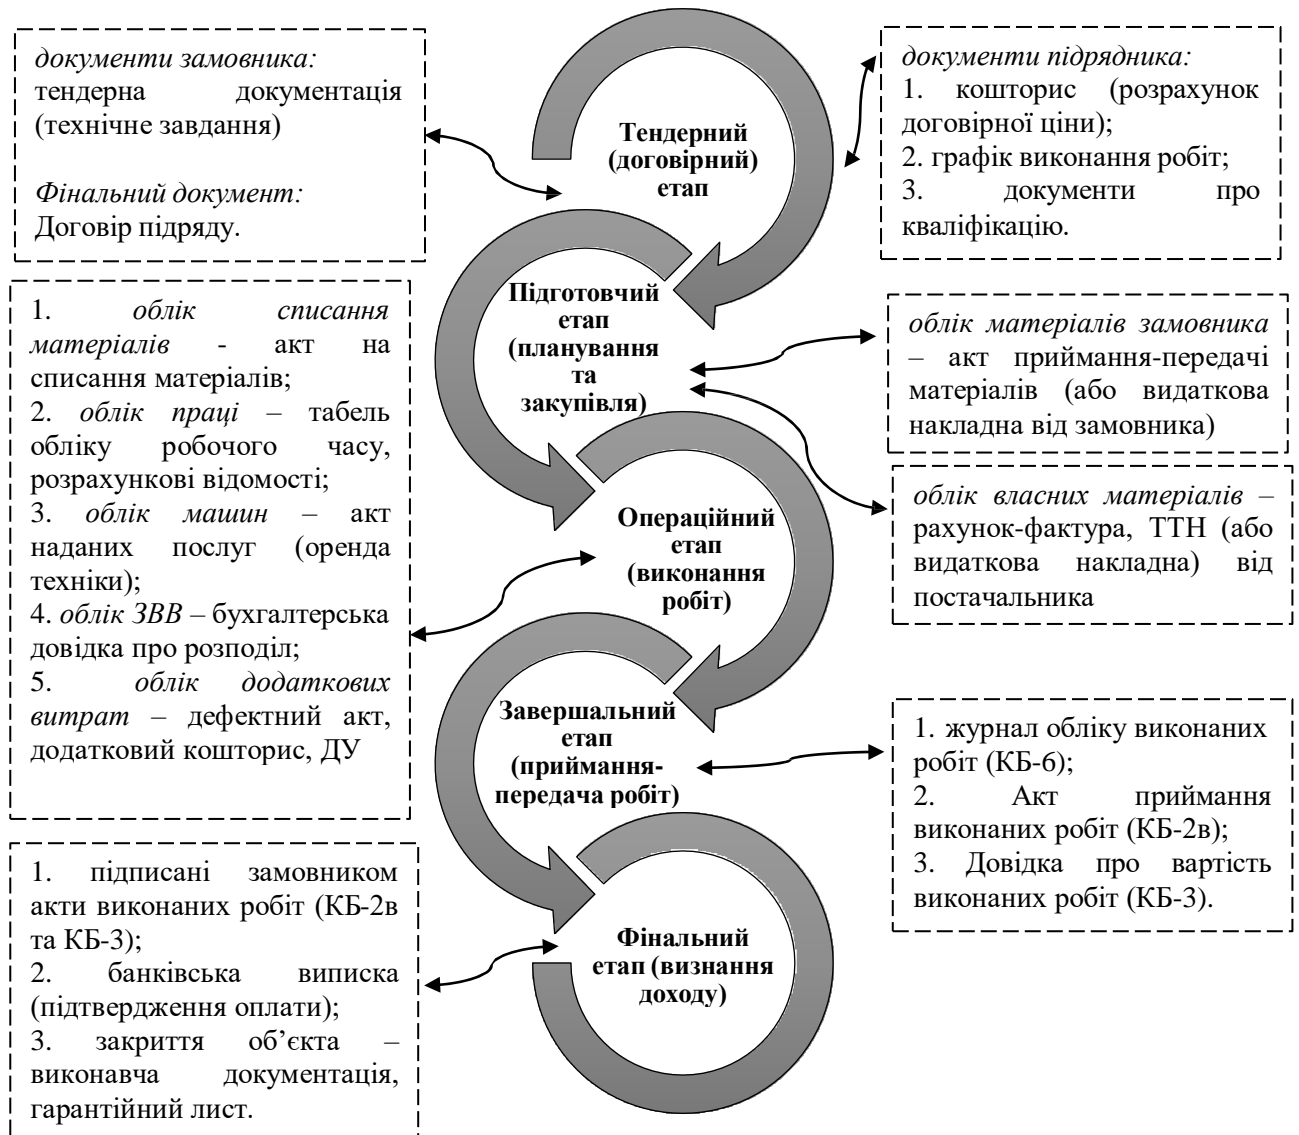 документи замовника:
тендерна документація
(технічне завдання)
Фінальний документ:
Договір підряду.
Тендерний
(договірний)
етап
документи підрядника:
1. кошторис (розрахунок
договірної ціни);
2. графік виконання робіт;
3. документи про
кваліфікацію.
Підготовчий
етап
(планування
та
закупівля)
облік матеріалів замовника
– акт приймання-передачі
матеріалів (або видаткова
накладна від замовника)
облік власних матеріалів –
рахунок-фактура, ТТН (або
видаткова накладна) від
постачальника
1. облік списання
матеріалів - акт на
списання матеріалів;
2. облік праці – табель
обліку робочого часу,
розрахункові відомості;
3. облік машин – акт
наданих послуг (оренда
техніки);
4. облік ЗВВ – бухгалтерська
довідка про розподіл;
5. облік додаткових
витрат – дефектний акт,
додатковий кошторис, ДУ
Операційний
етап
(виконання
робіт)
Завершальний
етап
(приймання-
передача робіт)
1. журнал обліку виконаних
робіт (КБ-6);
2. Акт приймання
виконаних робіт (КБ-2в);
3. Довідка про вартість
виконаних робіт (КБ-3).
1. підписані замовником
акти виконаних робіт (КБ-2в
та КБ-3);
2. банківська виписка
(підтвердження оплати);
3. закриття об’єкта –
виконавча документація,
гарантійний лист.
Фінальний
етап (визнання
доходу)